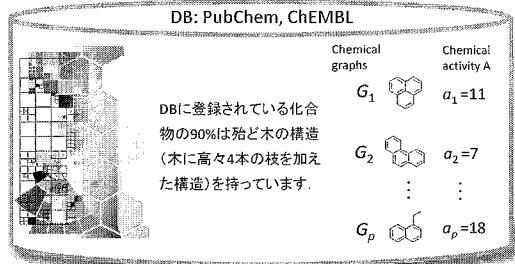 DB: PubChem, ChEMBL
DBに登録されている化合
物の90%は殆ど木の構造
(木に高々4本の枝を加え
た構造)を持っています.
Chemical
graphs
Chemical
activity A
G1 a1=11
G2 a2=7
⋮ ⋮
Gp ap=18